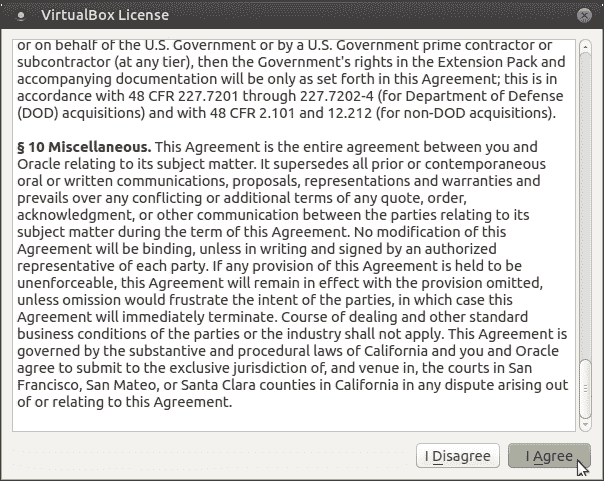 VirtualBox License
or on behalf of the U.S. Government or by a U.S. Government prime contractor or
subcontractor (at any tier), then the Government's rights in the Extension Pack and
accompanying documentation will be only as set forth in this Agreement; this is in
accordance with 48 CFR 227.7201 through 227.7202-4 (for Department of Defense
(DOD) acquisitions) and with 48 CFR 2.101 and 12.212 (for non-DOD acquisitions).
§ 10 Miscellaneous. This Agreement is the entire agreement between you and
Oracle relating to its subject matter. It supersedes all prior or contemporaneous
oral or written communications, proposals, representations and warranties and
prevails over any conflicting or additional terms of any quote, order,
acknowledgment, or other communication between the parties relating to its
subject matter during the term of this Agreement. No modification of this
Agreement will be binding, unless in writing and signed by an authorized
representative of each party. If any provision of this Agreement is held to be
unenforceable, this Agreement will remain in effect with the provision omitted,
unless omission would frustrate the intent of the parties, in which case this
Agreement will immediately terminate. Course of dealing and other standard
business conditions of the parties or the industry shall not apply. This Agreement is
governed by the substantive and procedural laws of California and you and Oracle
agree to submit to the exclusive jurisdiction of, and venue in, the courts in San
Francisco, San Mateo, or Santa Clara counties in California in any dispute arising out
of or relating to this Agreement.
I Disagree
I Agree